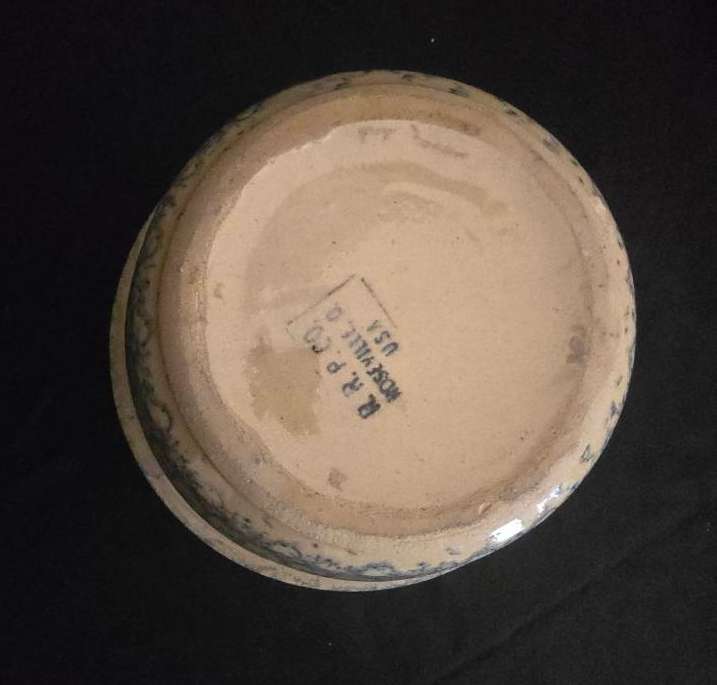 R. R. P. CO.
ROSEVILLE, O.
USA